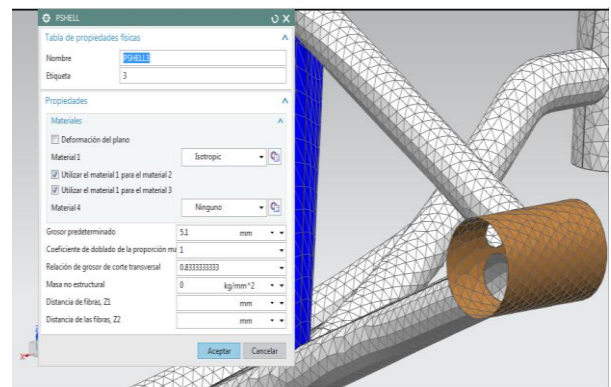 PSHELL
Tabla de propiedades físicas
Nombre PSHELL3
Etiqueta 3
Propiedades
Materiales
Deformación del plano
Material 1 Isotropic
Utilizar el material 1 para el material 2
Utilizar el material 1 para el material 3
Material4 Ninguno
Grosor predeterminado 5.1 mm
Coeficiente de doblado de la proporción ma 1
Relación de grosor de corte transversal 0.8333333333
Masa no estructural 0 kg/mm^2
Distancia de fibras, Z1 mm
Distancia de las fibras, Z2 mm
Aceptar Cancelar
X